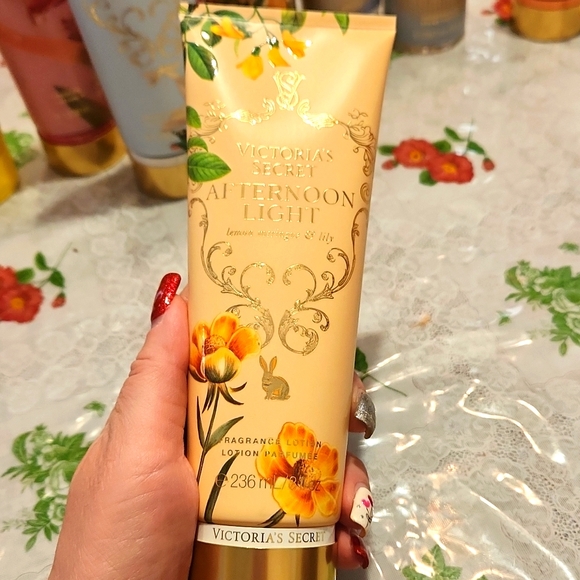 VICTORIA'S
SECRET
AFTERNOON
LIGHT
lemon meringue & lily
FRAGRANCE LOTION
LOTION PARFUMÉE
e 236 mL /
VICTORIA'S SECRET